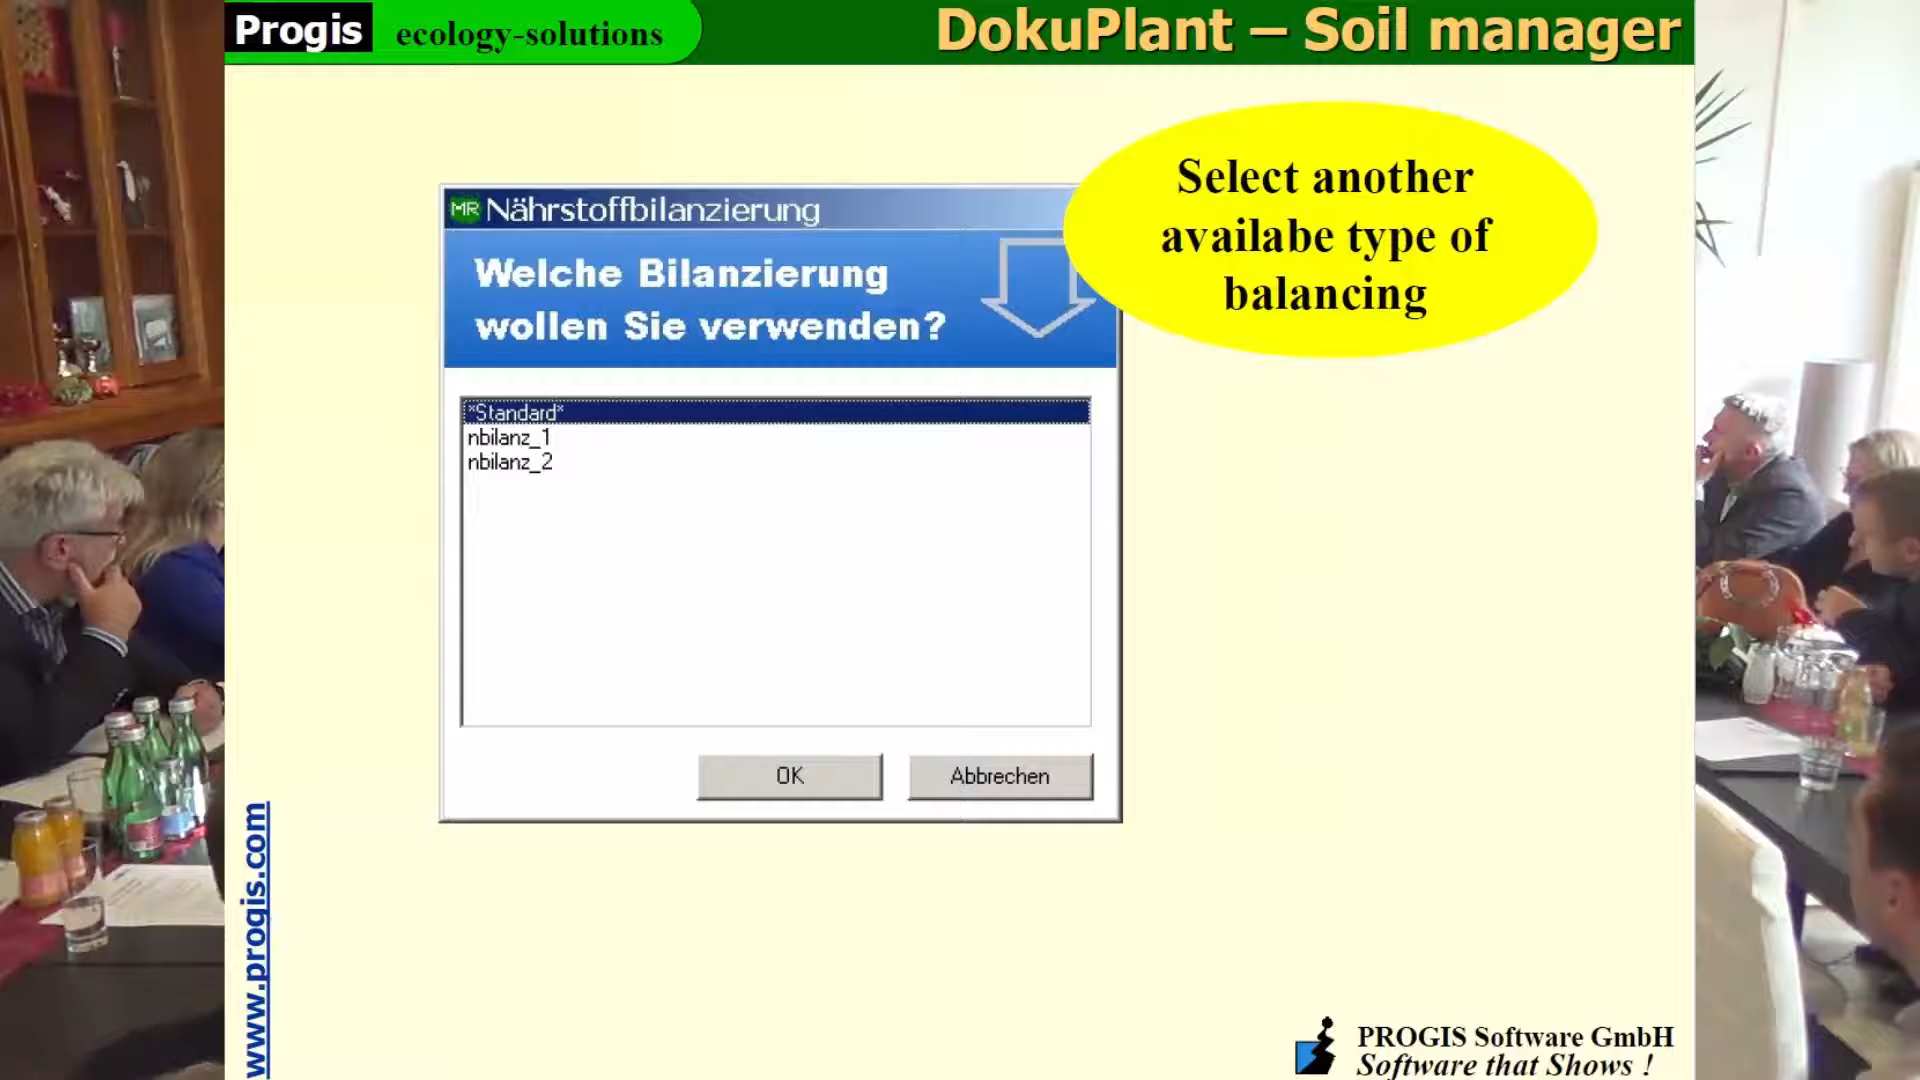 Progis
ecology-solutions
DokuPlant – Soil manager
Select another
availabe type of
balancing
MR Nährstoffbilanzierung
Welche Bilanzierung
wollen Sie verwenden?
*Standard*
nbilanz_1
nbilanz_2
OK
Abbrechen
www.progis.com
PROGIS Software GmbH
Software that Shows !